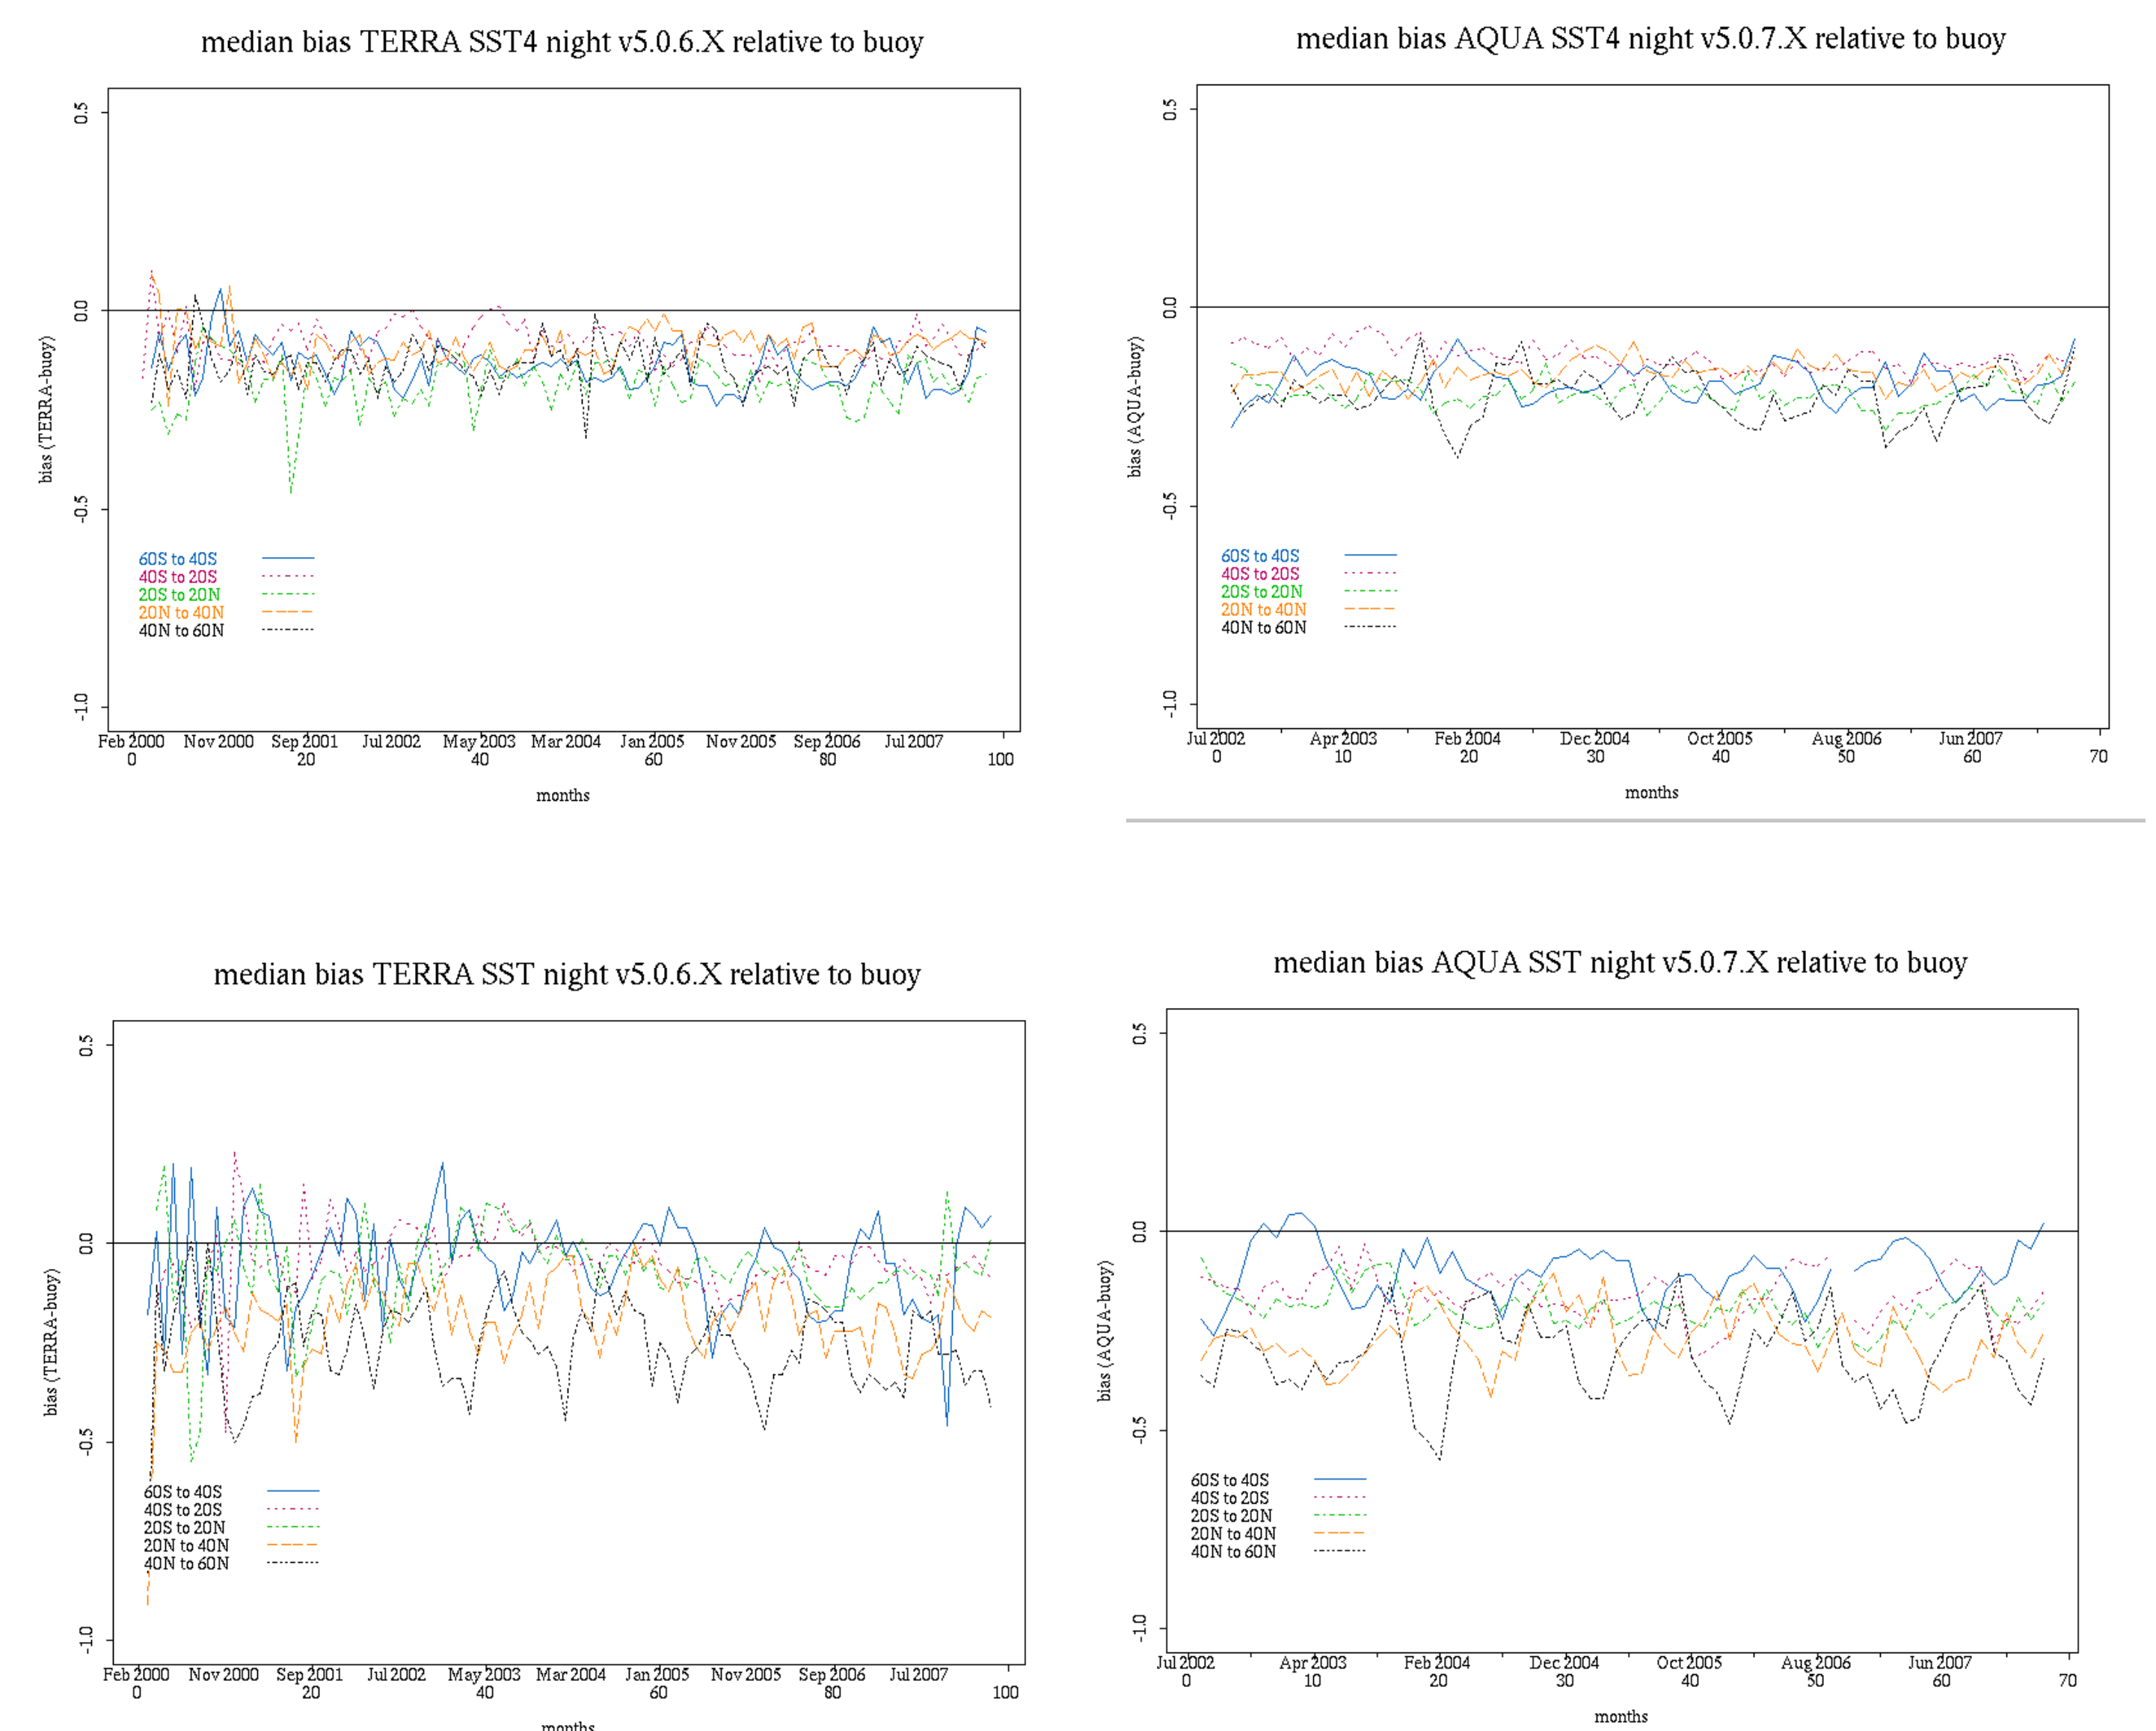 median bias TERRA SST4 night v5.0.6.X relative to buoy
0.5
0.0
-0.5
-1.0
bias (TERRA-buoy)
60S to 40S
40S to 20S
20S to 20N
20N to 40N
40N to 60N
Feb 2000 Nov 2000 Sep 2001 Jul 2002 May 2003 Mar 2004 Jan 2005 Nov 2005 Sep 2006 Jul 2007
0 20 40 60 80 100
months
median bias AQUA SST4 night v5.0.7.X relative to buoy
0.5
0.0
-0.5
-1.0
bias (AQUA-buoy)
60S to 40S
40S to 20S
20S to 20N
20N to 40N
40N to 60N
Jul 2002 Apr 2003 Feb 2004 Dec 2004 Oct 2005 Aug 2006 Jun 2007
0 10 20 30 40 50 60 70
months
median bias TERRA SST night v5.0.6.X relative to buoy
0.5
0.0
-0.5
-1.0
bias (TERRA-buoy)
60S to 40S
40S to 20S
20S to 20N
20N to 40N
40N to 60N
Feb 2000 Nov 2000 Sep 2001 Jul 2002 May 2003 Mar 2004 Jan 2005 Nov 2005 Sep 2006 Jul 2007
0 20 40 60 80 100
months
median bias AQUA SST night v5.0.7.X relative to buoy
0.5
0.0
-0.5
-1.0
bias (AQUA-buoy)
60S to 40S
40S to 20S
20S to 20N
20N to 40N
40N to 60N
Jul 2002 Apr 2003 Feb 2004 Dec 2004 Oct 2005 Aug 2006 Jun 2007
0 10 20 30 40 50 60 70
months